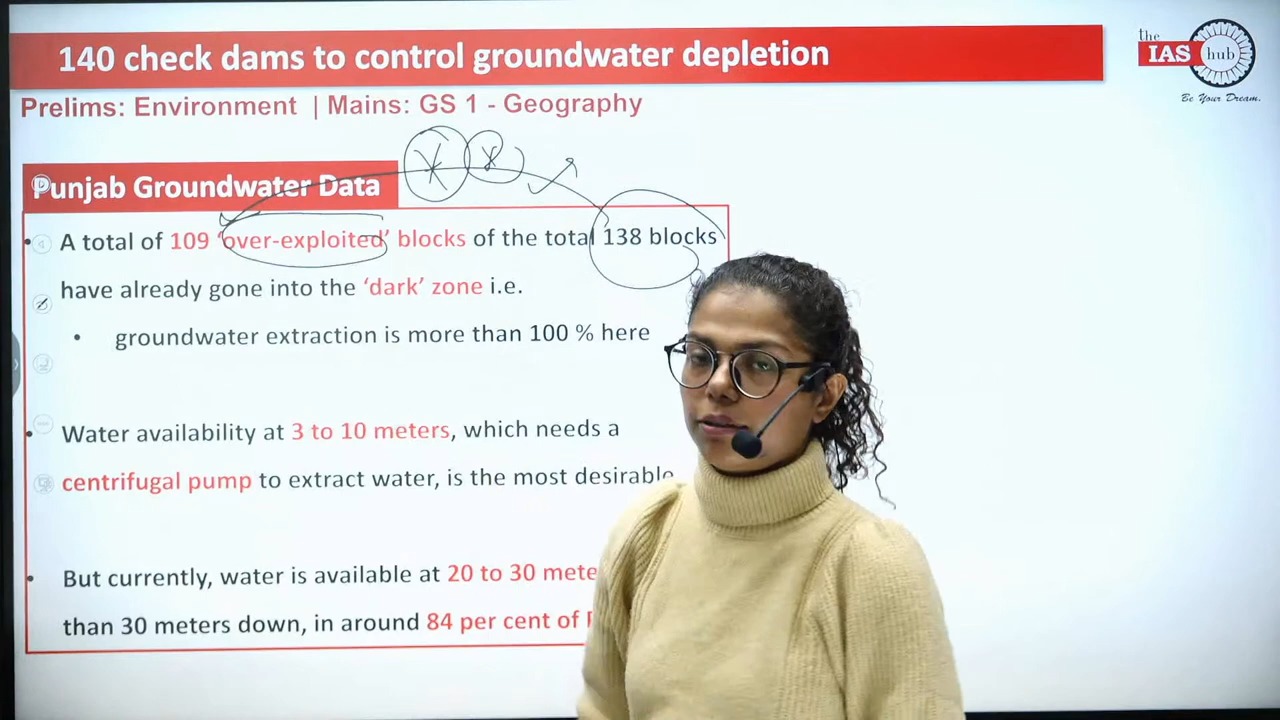 140 check dams to control groundwater depletion
the
IAS hub
Be Your Dream.
Prelims: Environment | Mains: GS 1 - Geography
Punjab Groundwater Data
• A total of 109 ‘over-exploited’ blocks of the total 138 blocks
have already gone into the ‘dark’ zone i.e.
• groundwater extraction is more than 100 % here
• Water availability at 3 to 10 meters, which needs a
centrifugal pump to extract water, is the most desirable
• But currently, water is available at 20 to 30
than 30 meters down, in around 84 per cent of